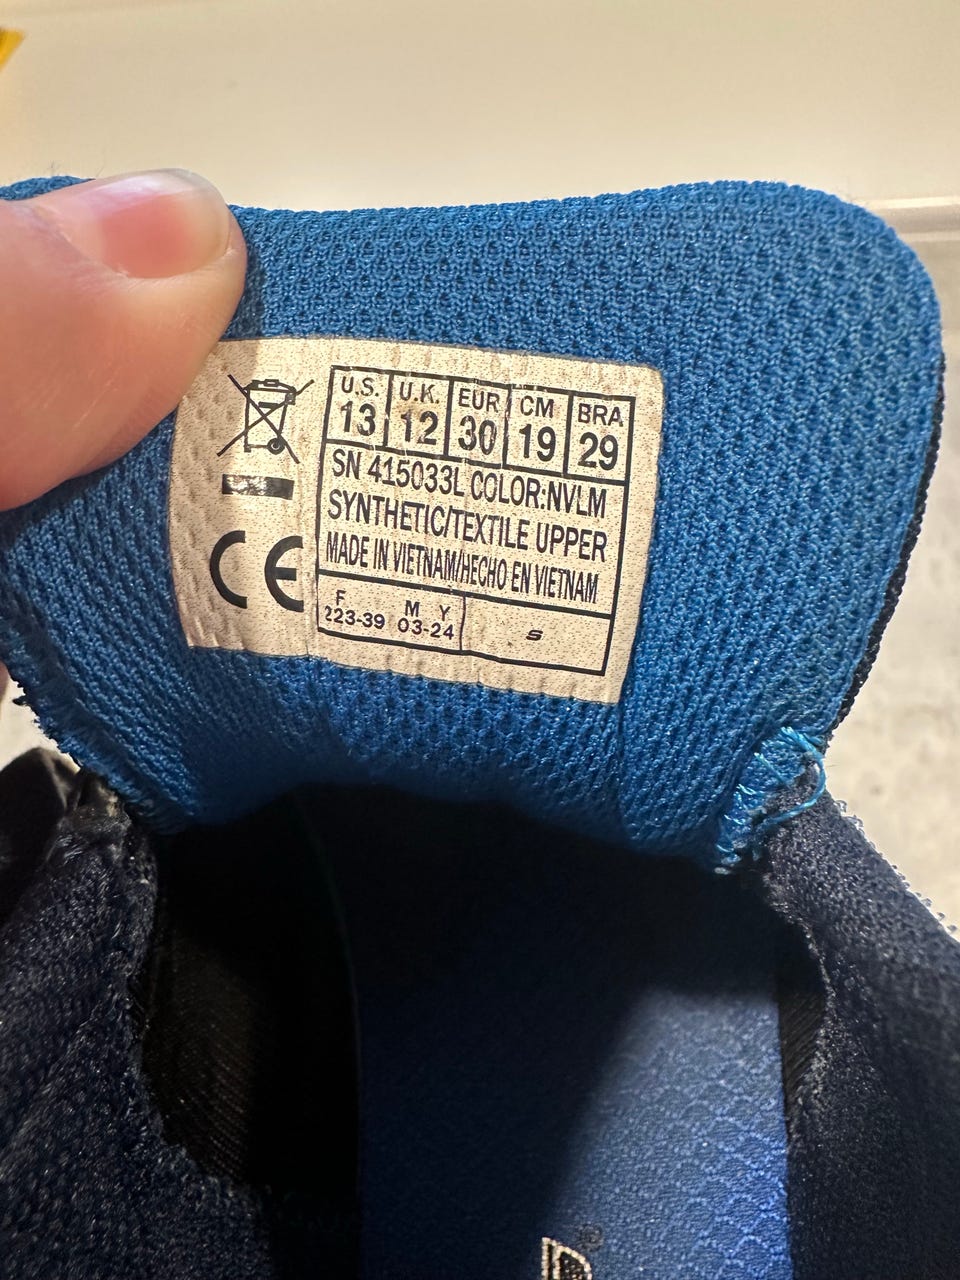 U.S. U.K. EUR CM BRA
13 12 30 19 29
SN 415033L COLOR:NVLM
SYNTHETIC/TEXTILE UPPER
MADE IN VIETNAM/HECHO EN VIETNAM
F M Y
223-39 03-24 S
CE